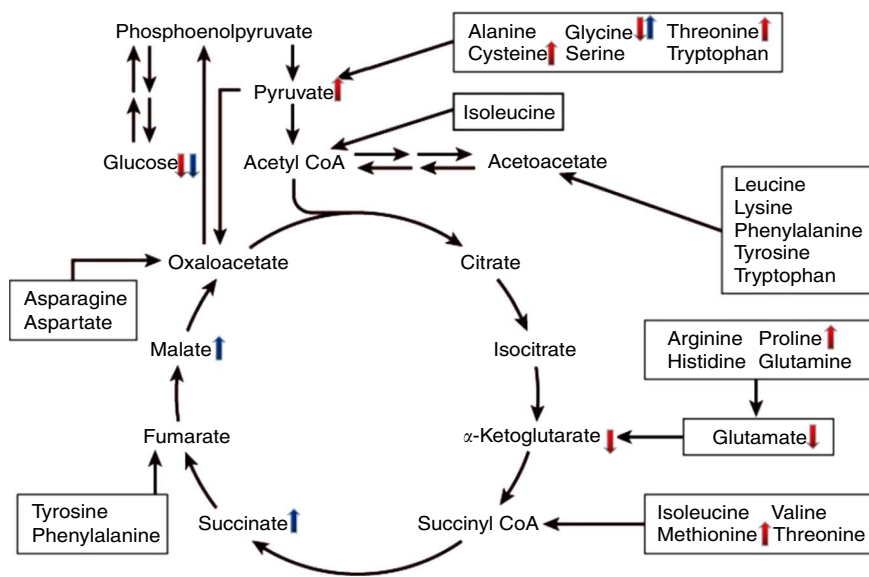 Phosphoenolpyruvate
Alanine Glycine Threonine
Cysteine Serine Tryptophan
Pyruvate
Isoleucine
Glucose
Acetyl CoA
Acetoacetate
Leucine
Lysine
Phenylalanine
Tyrosine
Tryptophan
Oxaloacetate
Citrate
Asparagine
Aspartate
Malate
Isocitrate
Arginine Proline
Histidine Glutamine
Fumarate
α-Ketoglutarate
Glutamate
Tyrosine
Phenylalanine
Succinate
Succinyl CoA
Isoleucine Valine
Methionine Threonine